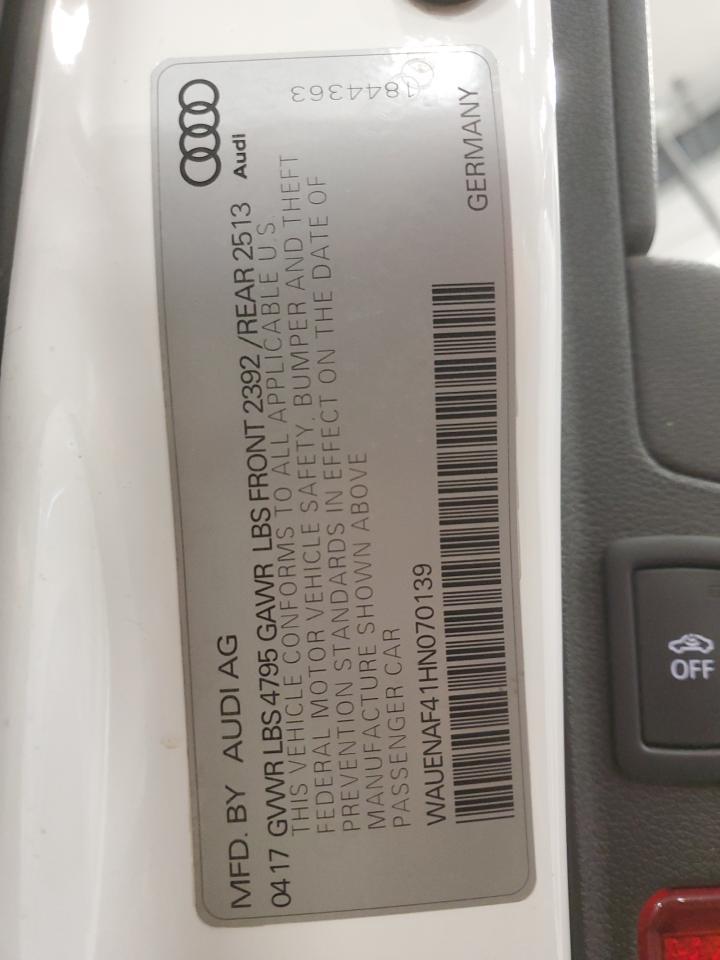 MFD. BY AUDI AG
Audi
04 17 GVWR LBS 4795 GAWR LBS FRONT 2392 / REAR 2513
THIS VEHICLE CONFORMS TO ALL APPLICABLE U.S.
FEDERAL MOTOR VEHICLE SAFETY, BUMPER AND THEFT
PREVENTION STANDARDS IN EFFECT ON THE DATE OF
MANUFACTURE SHOWN ABOVE
PASSENGER CAR
WAUENAF41HN070139
GERMANY
1844363
OFF